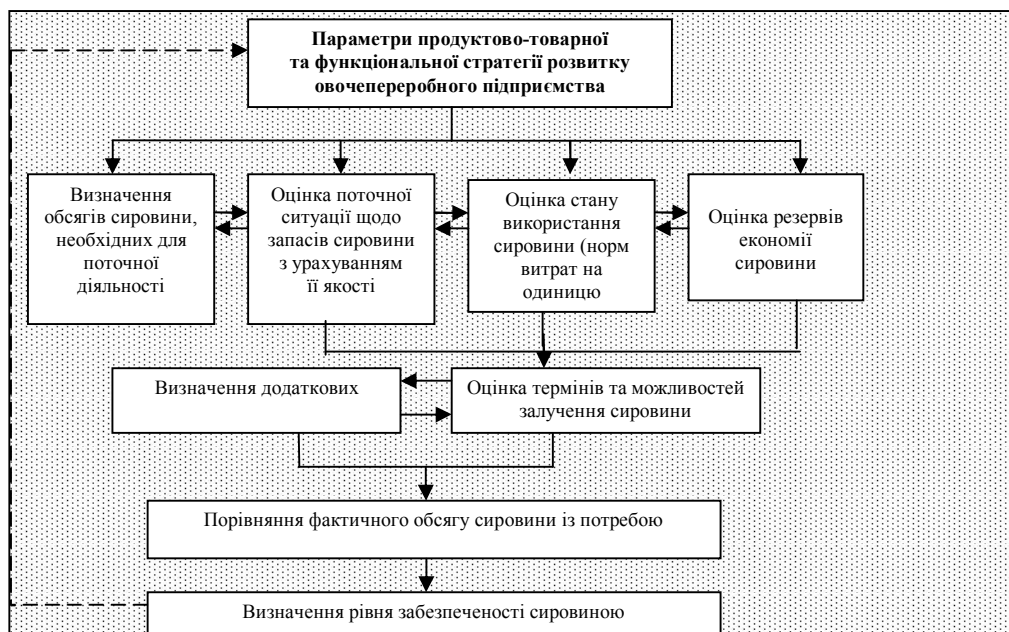 Параметри продуктово-товарної
та функціональної стратегії розвитку
овочепереробного підприємства
Визначення
обсягів сировини,
необхідних для
поточної
діяльності
Оцінка поточної
ситуації щодо
запасів сировини
з урахуванням
її якості
Оцінка стану
використання
сировини (норм
витрат на
одиницю
Оцінка резервів
економії
сировини
Визначення додаткових
Оцінка термінів та можливостей
залучення сировини
Порівняння фактичного обсягу сировини із потребою
Визначення рівня забезпеченості сировиною